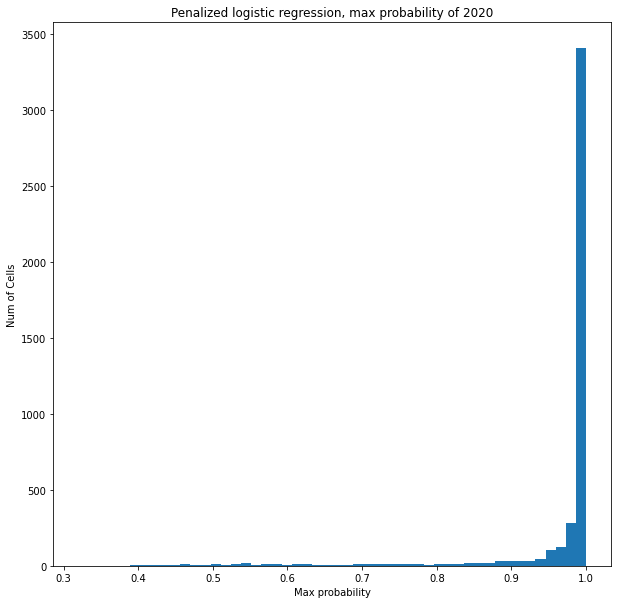 Penalized logistic regression, max probability of 2020
3500
3000
2500
2000
1500
1000
500
0
0.3 0.4 0.5 0.6 0.7 0.8 0.9 1.0
Num of Cells
Max probability